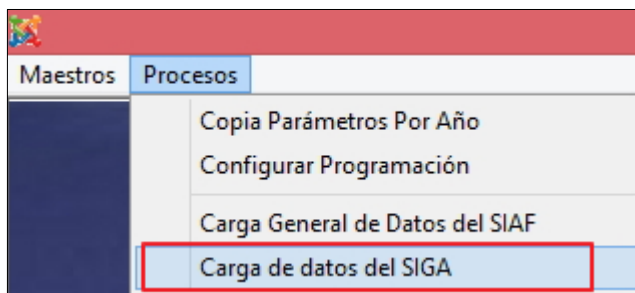 Maestros Procesos
Copia Parámetros Por Año
Configurar Programación
Carga General de Datos del SIAF
Carga de datos del SIGA